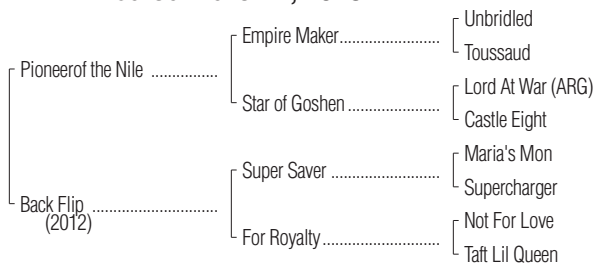 Unbridled
Empire Maker
Toussaud
Pioneerof the Nile
Lord At War (ARG)
Star of Goshen
Castle Eight
Maria's Mon
Super Saver
Supercharger
Back Flip
(2012)
Not For Love
For Royalty
Taft Lil Queen